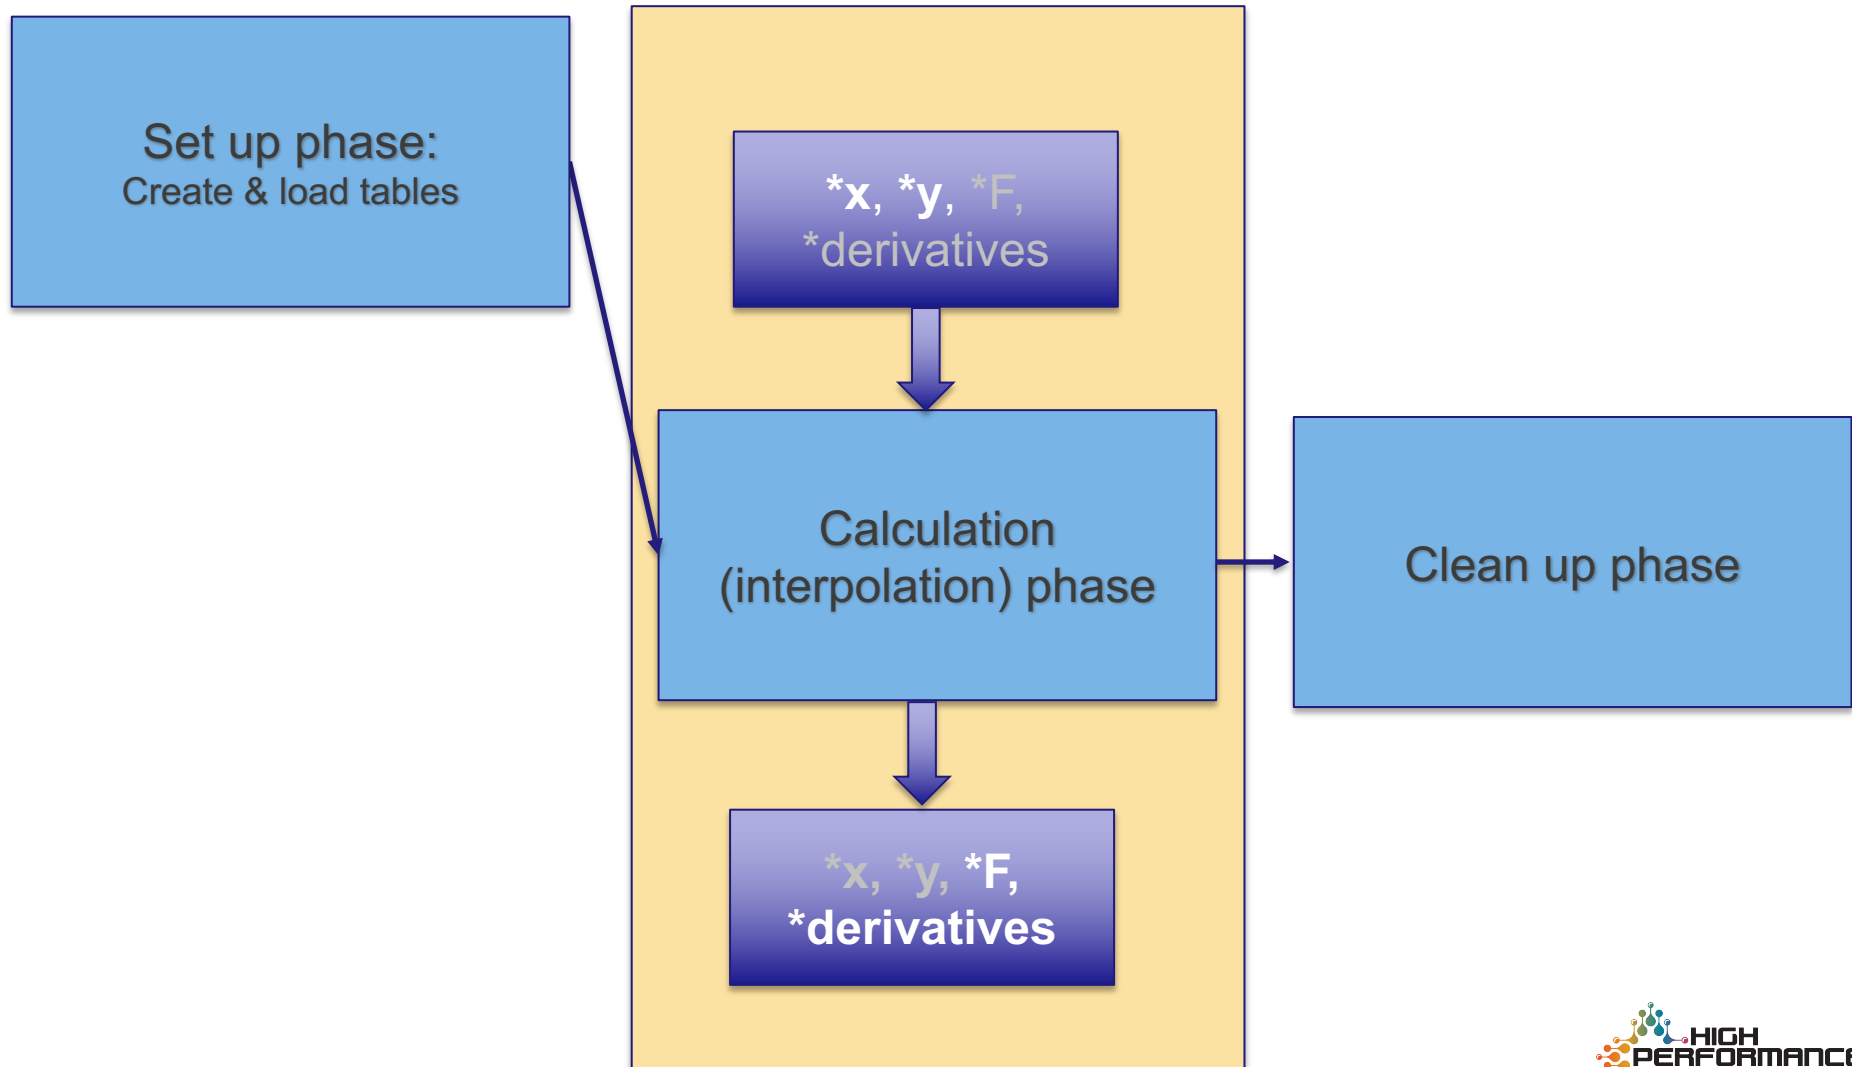 Set up phase:
Create & load tables
*x, *y, *F,
*derivatives
Calculation
(interpolation) phase
Clean up phase
*x, *y, *F,
*derivatives
HIGH
PERFORMANCE